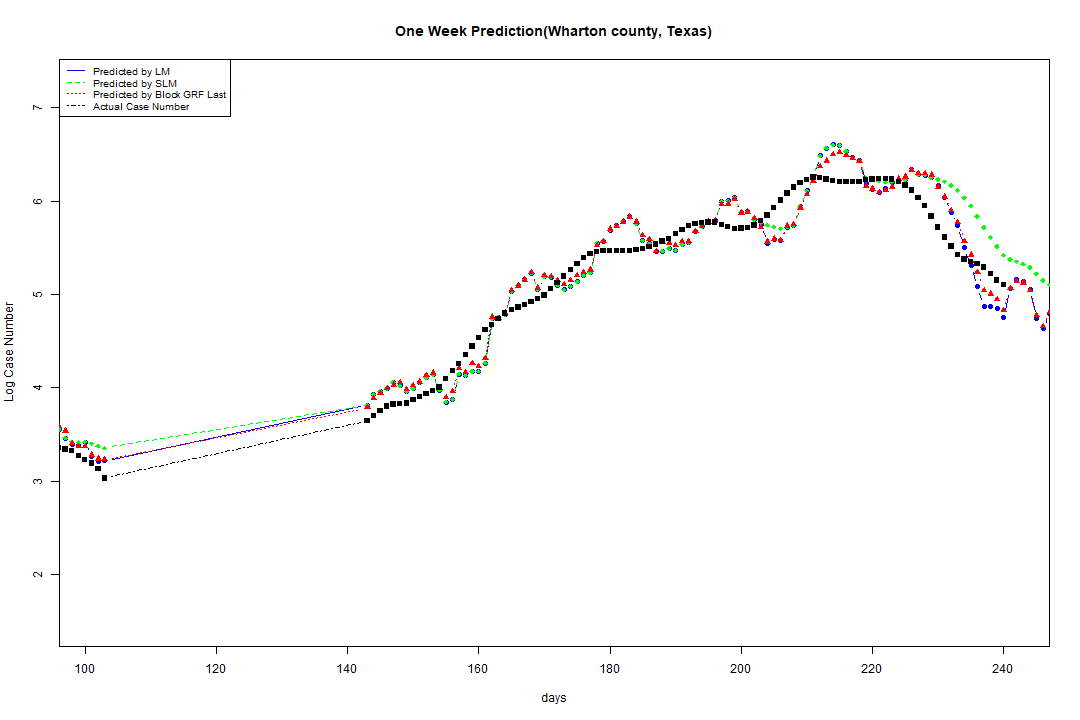 One Week Prediction(Wharton county, Texas)
Predicted by LM
Predicted by SLM
Predicted by Block GRF Last
Actual Case Number
7
6
5
4
3
2
Log Case Number
100 120 140 160 180 200 220 240
days